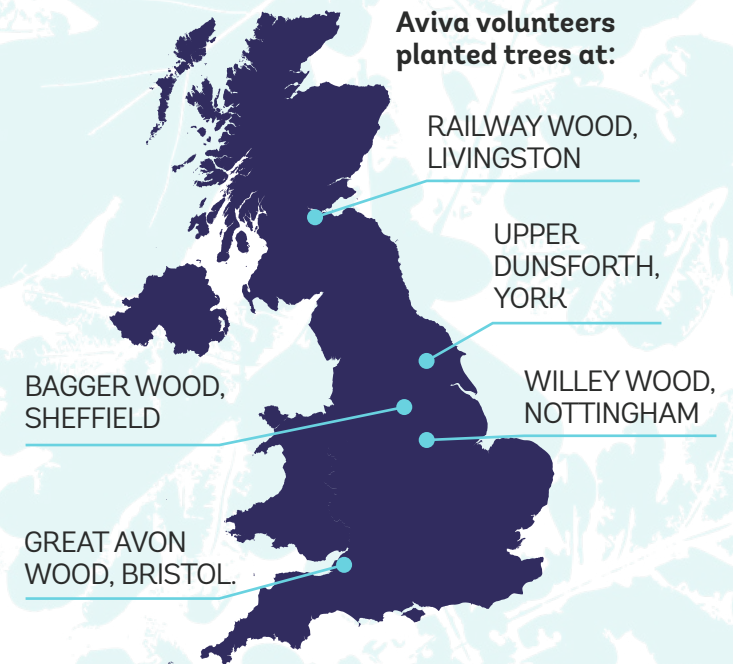 Aviva volunteers
planted trees at:
RAILWAY WOOD,
LIVINGSTON
UPPER
DUNSFORTH,
YORK
BAGGER WOOD,
SHEFFIELD
WILLEY WOOD,
NOTTINGHAM
GREAT AVON
WOOD, BRISTOL.